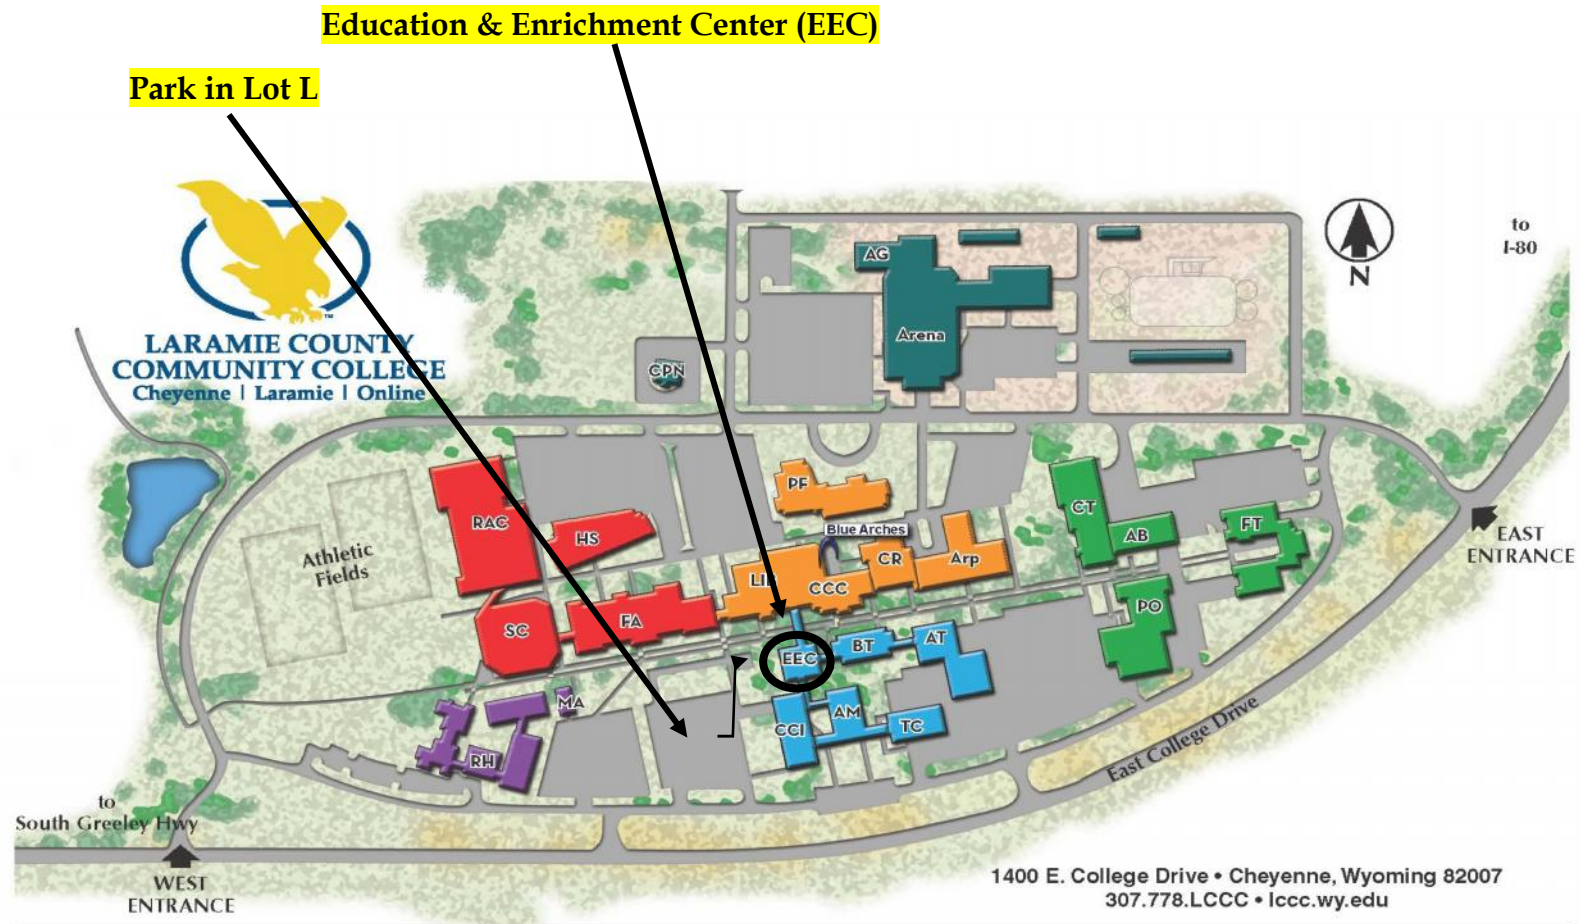 Education & Enrichment Center (EEC)
Park in Lot L
LARAMIE COUNTY
COMMUNITY COLLEGE
Cheyenne | Laramie | Online
TM
N
to
I-80
AG
Arena
CPN
PF
Blue Arches
RAC
HS
Athletic
Fields
LIB
CCC
CR
Arp
CT
AB
FT
EAST
ENTRANCE
SC
FA
EEC
BT
AT
PO
MA
RH
CCI
AM
TC
East College Drive
to
South Greeley Hwy
WEST
ENTRANCE
1400 E. College Drive • Cheyenne, Wyoming 82007
307.778.LCCC • lccc.wy.edu